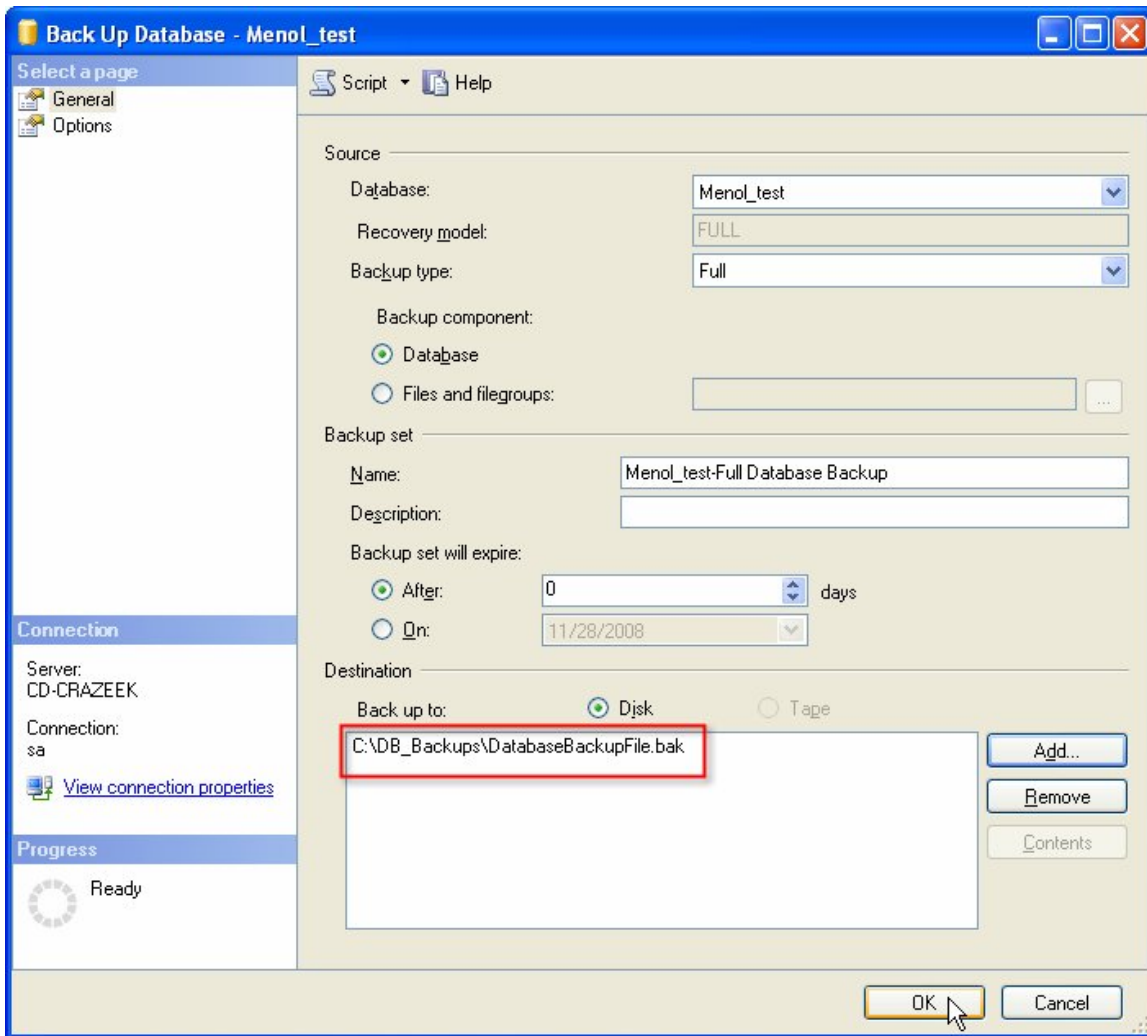 Back Up Database - Menol_test
Select a page
General
Options
Script Help
Source
Database: Menol_test
Recovery model: FULL
Backup type: Full
Backup component:
Database
Files and filegroups: ...
Backup set
Name: Menol_test-Full Database Backup
Description:
Backup set will expire:
After: 0 days
On: 11/28/2008
Connection
Server:
CD-CRAZEEK
Connection:
sa
View connection properties
Destination
Back up to: Disk Tape
C:\DB_Backups\DatabaseBackupFile.bak
Add...
Remove
Contents
Progress
Ready
OK Cancel